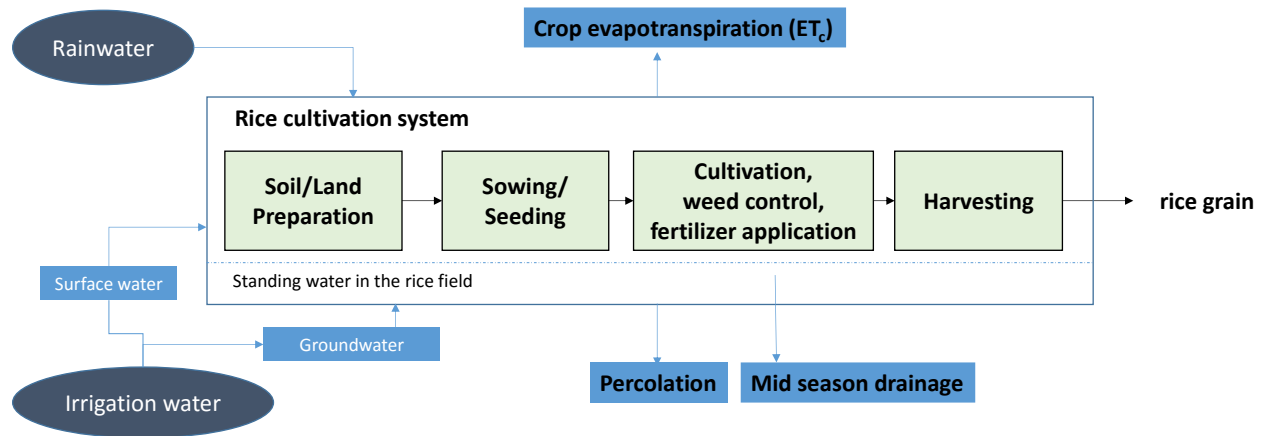 Rainwater
Crop evapotranspiration (ETc)
Rice cultivation system
Soil/Land
Preparation
Sowing/
Seeding
Cultivation,
weed control,
fertilizer application
Harvesting
rice grain
Surface water
Standing water in the rice field
Groundwater
Percolation
Mid season drainage
Irrigation water